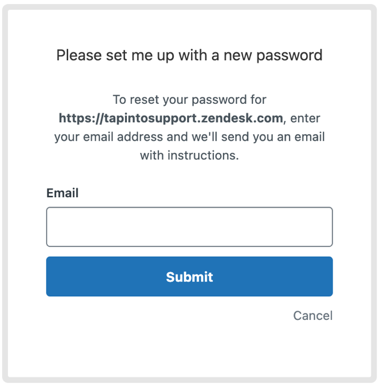 Please set me up with a new password
To reset your password for
https://tapintosupport.zendesk.com, enter
your email address and we'll send you an email
with instructions.
Email
Submit
Cancel